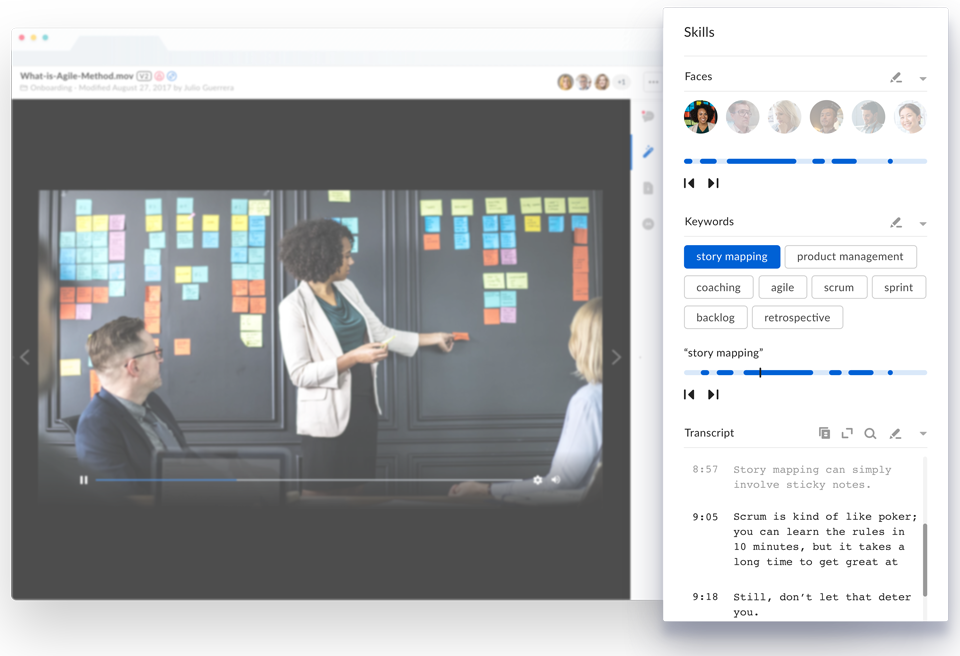 Skills
What-is-Agile-Method.mov V2
Onboarding · Modified August 27, 2017 by Julio Guerrera
+1
Faces
Keywords
story mapping product management
coaching agile scrum sprint
backlog retrospective
“story mapping”
Transcript
8:57 Story mapping can simply
involve sticky notes.
9:05 Scrum is kind of like poker;
you can learn the rules in
10 minutes, but it takes a
long time to get great at
9:18 Still, don’t let that deter
you.